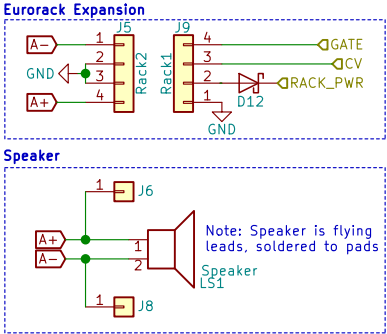 Eurorack Expansion
J5
J9
A-
1
4
GATE
2
3
CV
GND
Rack2
Rack1
3
2
RACK_PWR
A+
4
1
D12
GND
Speaker
1
J6
A+
1
Note: Speaker is flying
leads, soldered to pads
A-
2
Speaker
LS1
1
J8